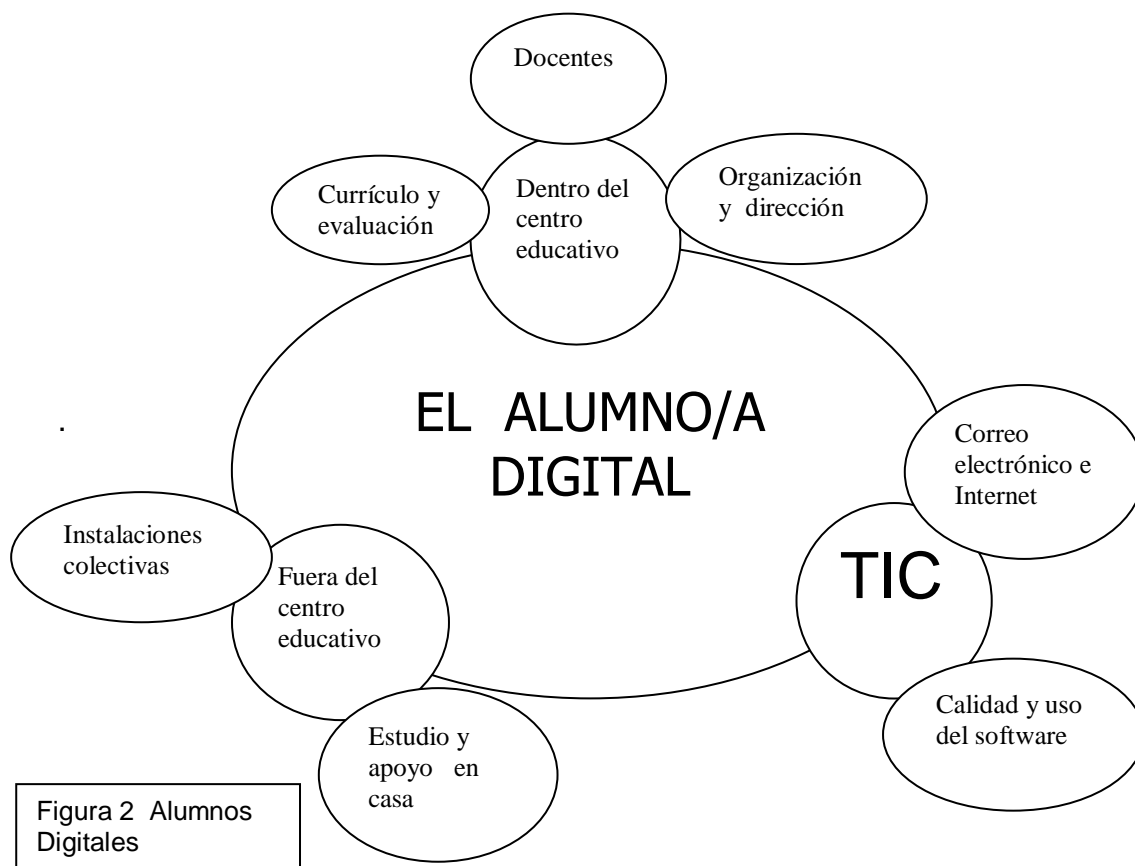 Docentes
Currículo y
evaluación
Dentro del
centro
educativo
Organización
y dirección
EL ALUMNO/A
DIGITAL
.
Correo
electrónico e
Internet
TIC
Instalaciones
colectivas
Fuera del
centro
educativo
Calidad y uso
del software
Estudio y
apoyo en
casa
Figura 2 Alumnos
Digitales